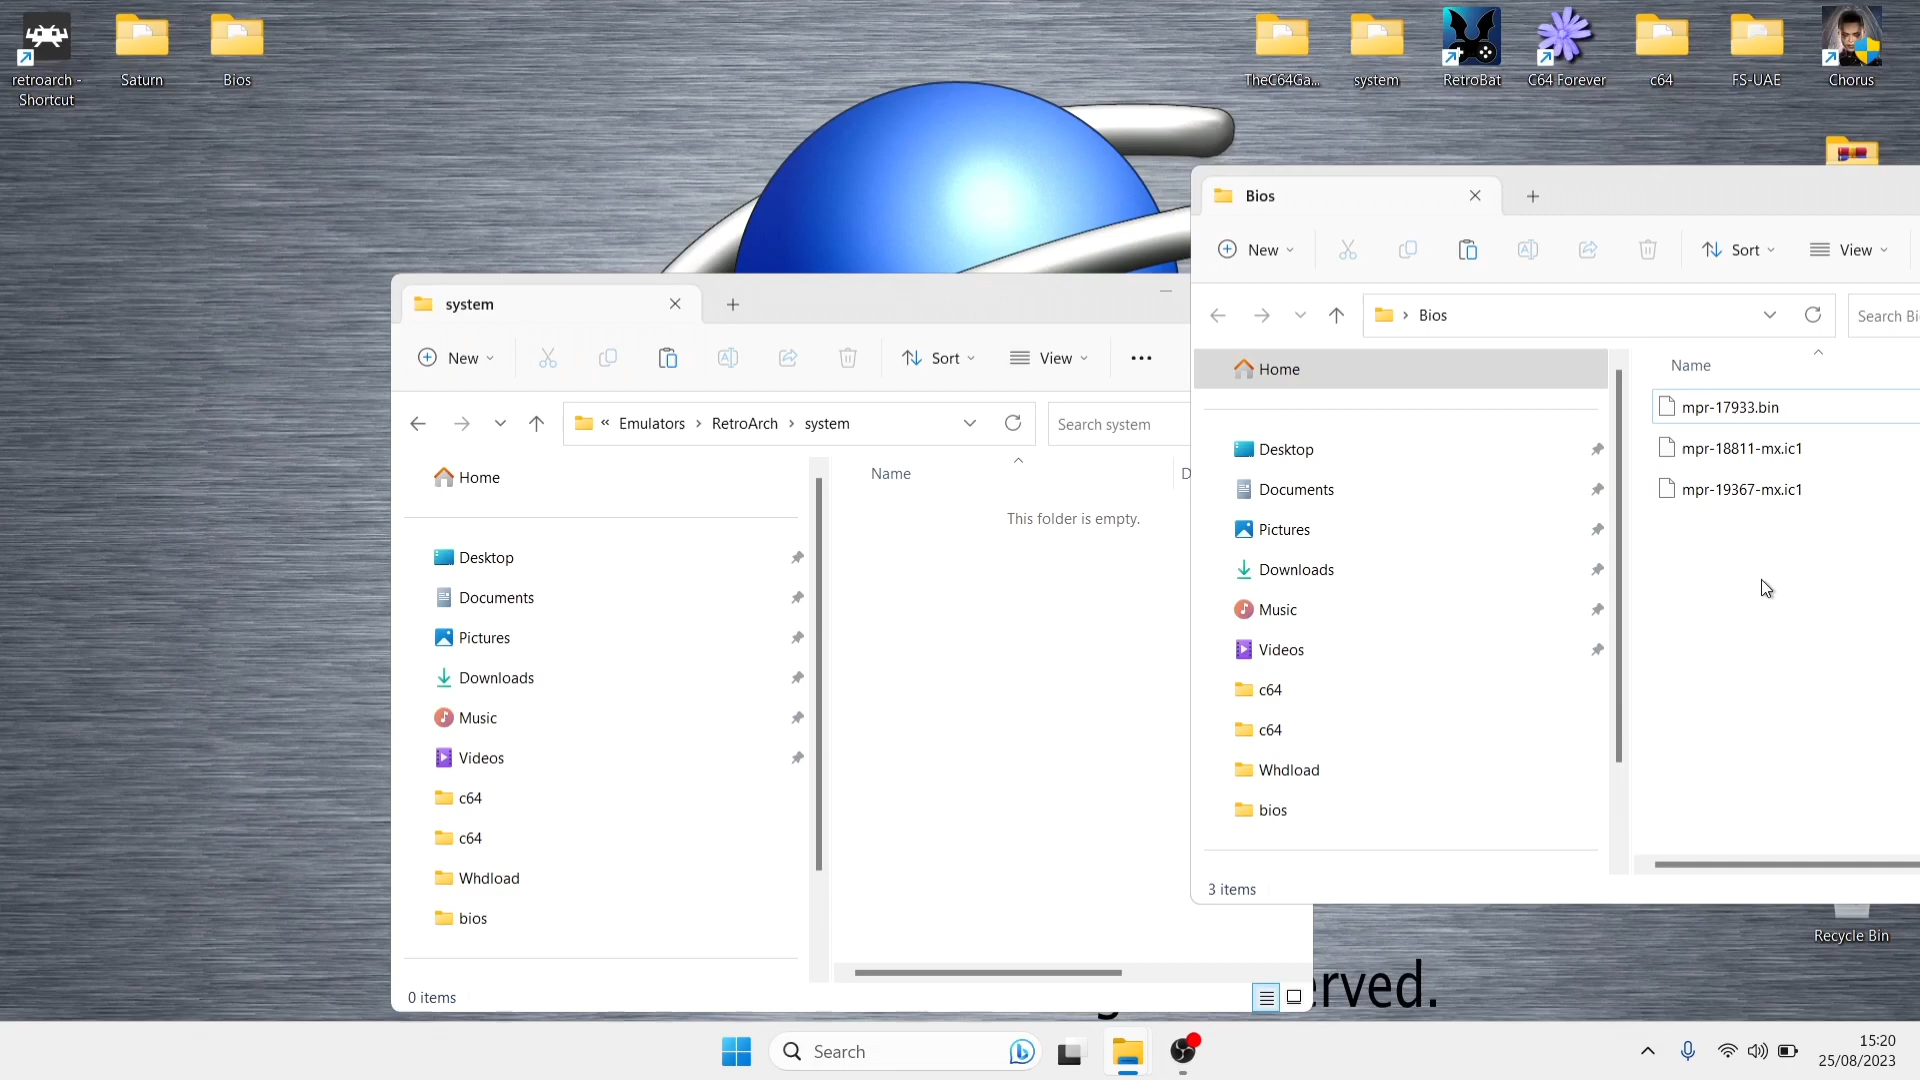 retroarch -
Shortcut
Saturn
Bios
TheC64Ga...
system
RetroBat
C64 Forever
c64
FS-UAE
Chorus
system
New
Sort
View
Emulators > RetroArch > system
Search system
Home
Desktop
Documents
Pictures
Downloads
Music
Videos
c64
c64
Whdload
bios
Name
D
This folder is empty.
0 items
Bios
New
Sort
View
Bios
Search Bi
Home
Desktop
Documents
Pictures
Downloads
Music
Videos
c64
c64
Whdload
bios
Name
mpr-17933.bin
mpr-18811-mx.ic1
mpr-19367-mx.ic1
3 items
Recycle Bin
erved.
Search
15:20
25/08/2023